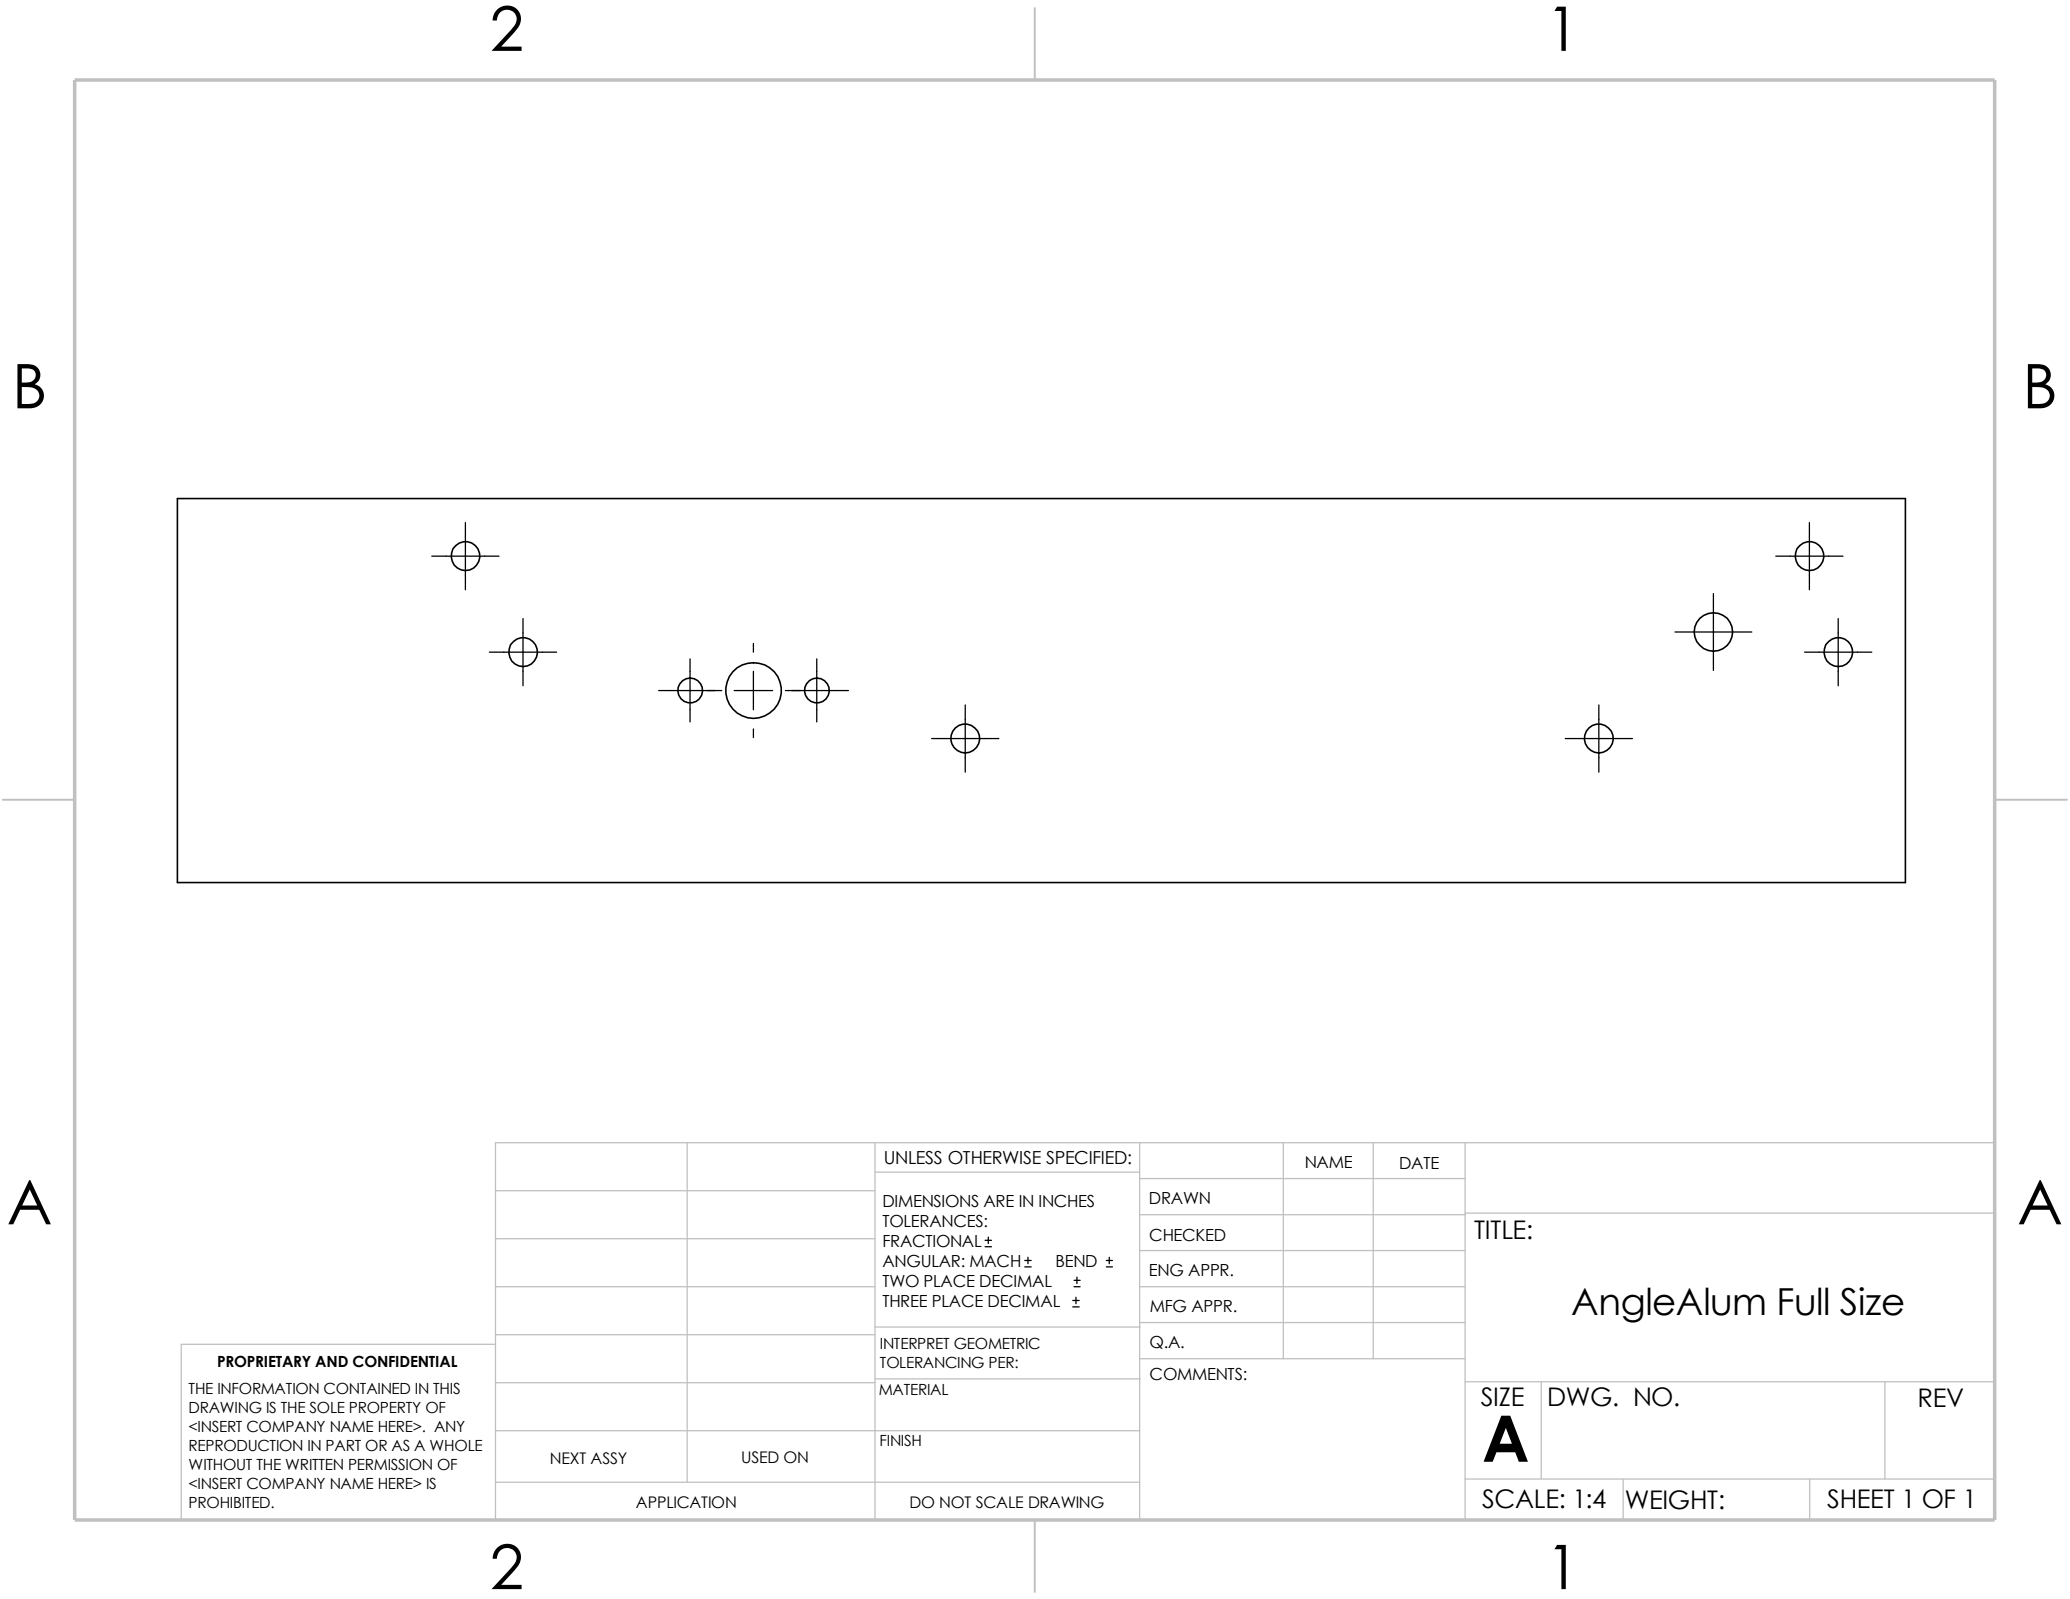 2
1
B
B
A
A
UNLESS OTHERWISE SPECIFIED:
DIMENSIONS ARE IN INCHES
TOLERANCES:
FRACTIONAL±
ANGULAR: MACH± BEND ±
TWO PLACE DECIMAL ±
THREE PLACE DECIMAL ±
INTERPRET GEOMETRIC
TOLERANCING PER:
MATERIAL
FINISH
DO NOT SCALE DRAWING
NAME
DATE
DRAWN
CHECKED
ENG APPR.
MFG APPR.
Q.A.
COMMENTS:
TITLE:
AngleAlum Full Size
SIZE
A
DWG. NO.
REV
SCALE: 1:4
WEIGHT:
SHEET 1 OF 1
PROPRIETARY AND CONFIDENTIAL
THE INFORMATION CONTAINED IN THIS
DRAWING IS THE SOLE PROPERTY OF
<INSERT COMPANY NAME HERE>. ANY
REPRODUCTION IN PART OR AS A WHOLE
WITHOUT THE WRITTEN PERMISSION OF
<INSERT COMPANY NAME HERE> IS
PROHIBITED.
NEXT ASSY
USED ON
APPLICATION
2
1